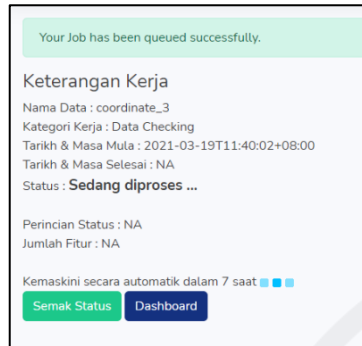 Your Job has been queued successfully.
Keterangan Kerja
Nama Data : coordinate_3
Kategori Kerja : Data Checking
Tarikh & Masa Mula : 2021-03-19T11:40:02+08:00
Tarikh & Masa Selesai : NA
Status : Sedang diproses ...
Perincian Status : NA
Jumlah Fitur : NA
Kemaskini secara automatik dalam 7 saat
Semak Status Dashboard